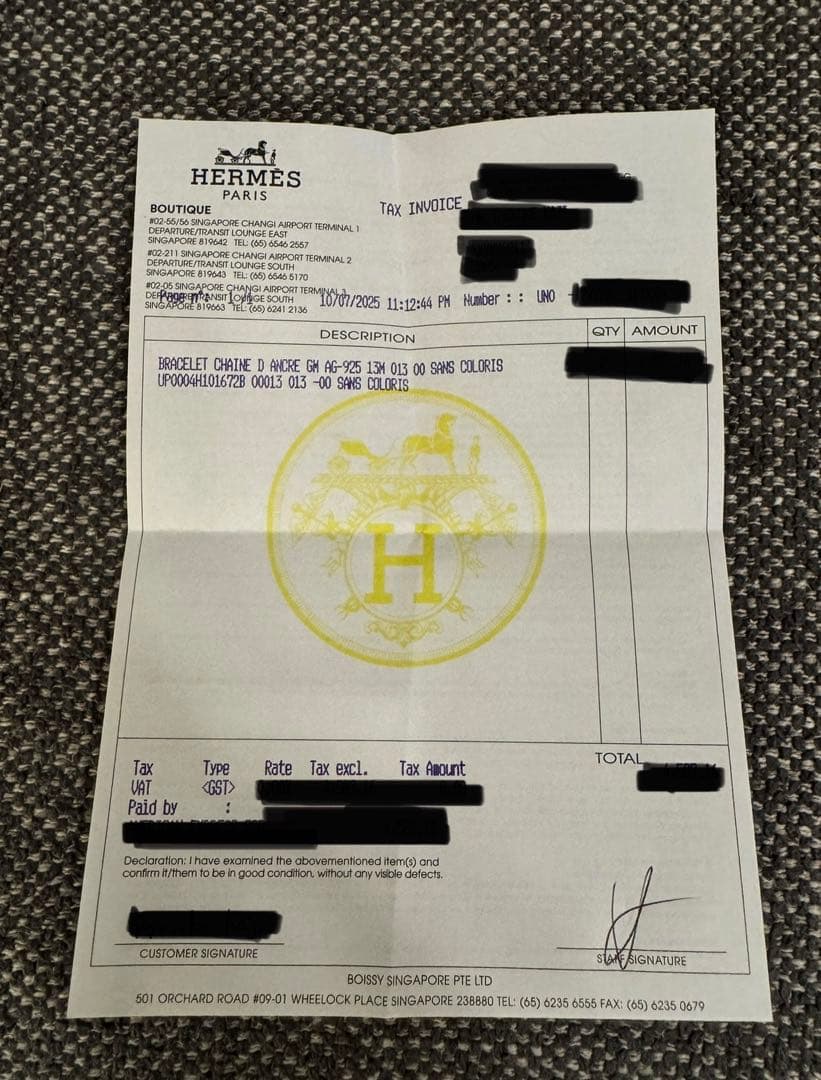 HERMÈS
PARIS
BOUTIQUE
#02-55/56 SINGAPORE CHANGI AIRPORT TERMINAL 1
DEPARTURE/TRANSIT LOUNGE EAST
SINGAPORE 819642 TEL: (65) 6546 2557
#02-211 SINGAPORE CHANGI AIRPORT TERMINAL 2
DEPARTURE/TRANSIT LOUNGE SOUTH
SINGAPORE 819643 TEL: (65) 6546 5170
#02-05 SINGAPORE CHANGI AIRPORT TERMINAL 3
DEPARTURE/TRANSIT LOUNGE SOUTH
SINGAPORE 819663 TEL: (65) 6241 2136
TAX INVOICE
Page n°: 10/07/2025 11:12:44 PM Number : : UNO
DESCRIPTION QTY AMOUNT
BRACELET CHAINE D ANCRE GM AG-925 13M 013 00 SANS COLORIS
UP0004H101672B 00013 013 -00 SANS COLORIS
H
TOTAL
Tax Type Rate Tax excl. Tax Amount
VAT <GST>
Paid by :
Declaration: I have examined the abovementioned item(s) and
confirm it/them to be in good condition, without any visible defects.
CUSTOMER SIGNATURE
STAFF SIGNATURE
BOISSY SINGAPORE PTE LTD
501 ORCHARD ROAD #09-01 WHEELOCK PLACE SINGAPORE 238880 TEL: (65) 6235 6555 FAX: (65) 6235 0679